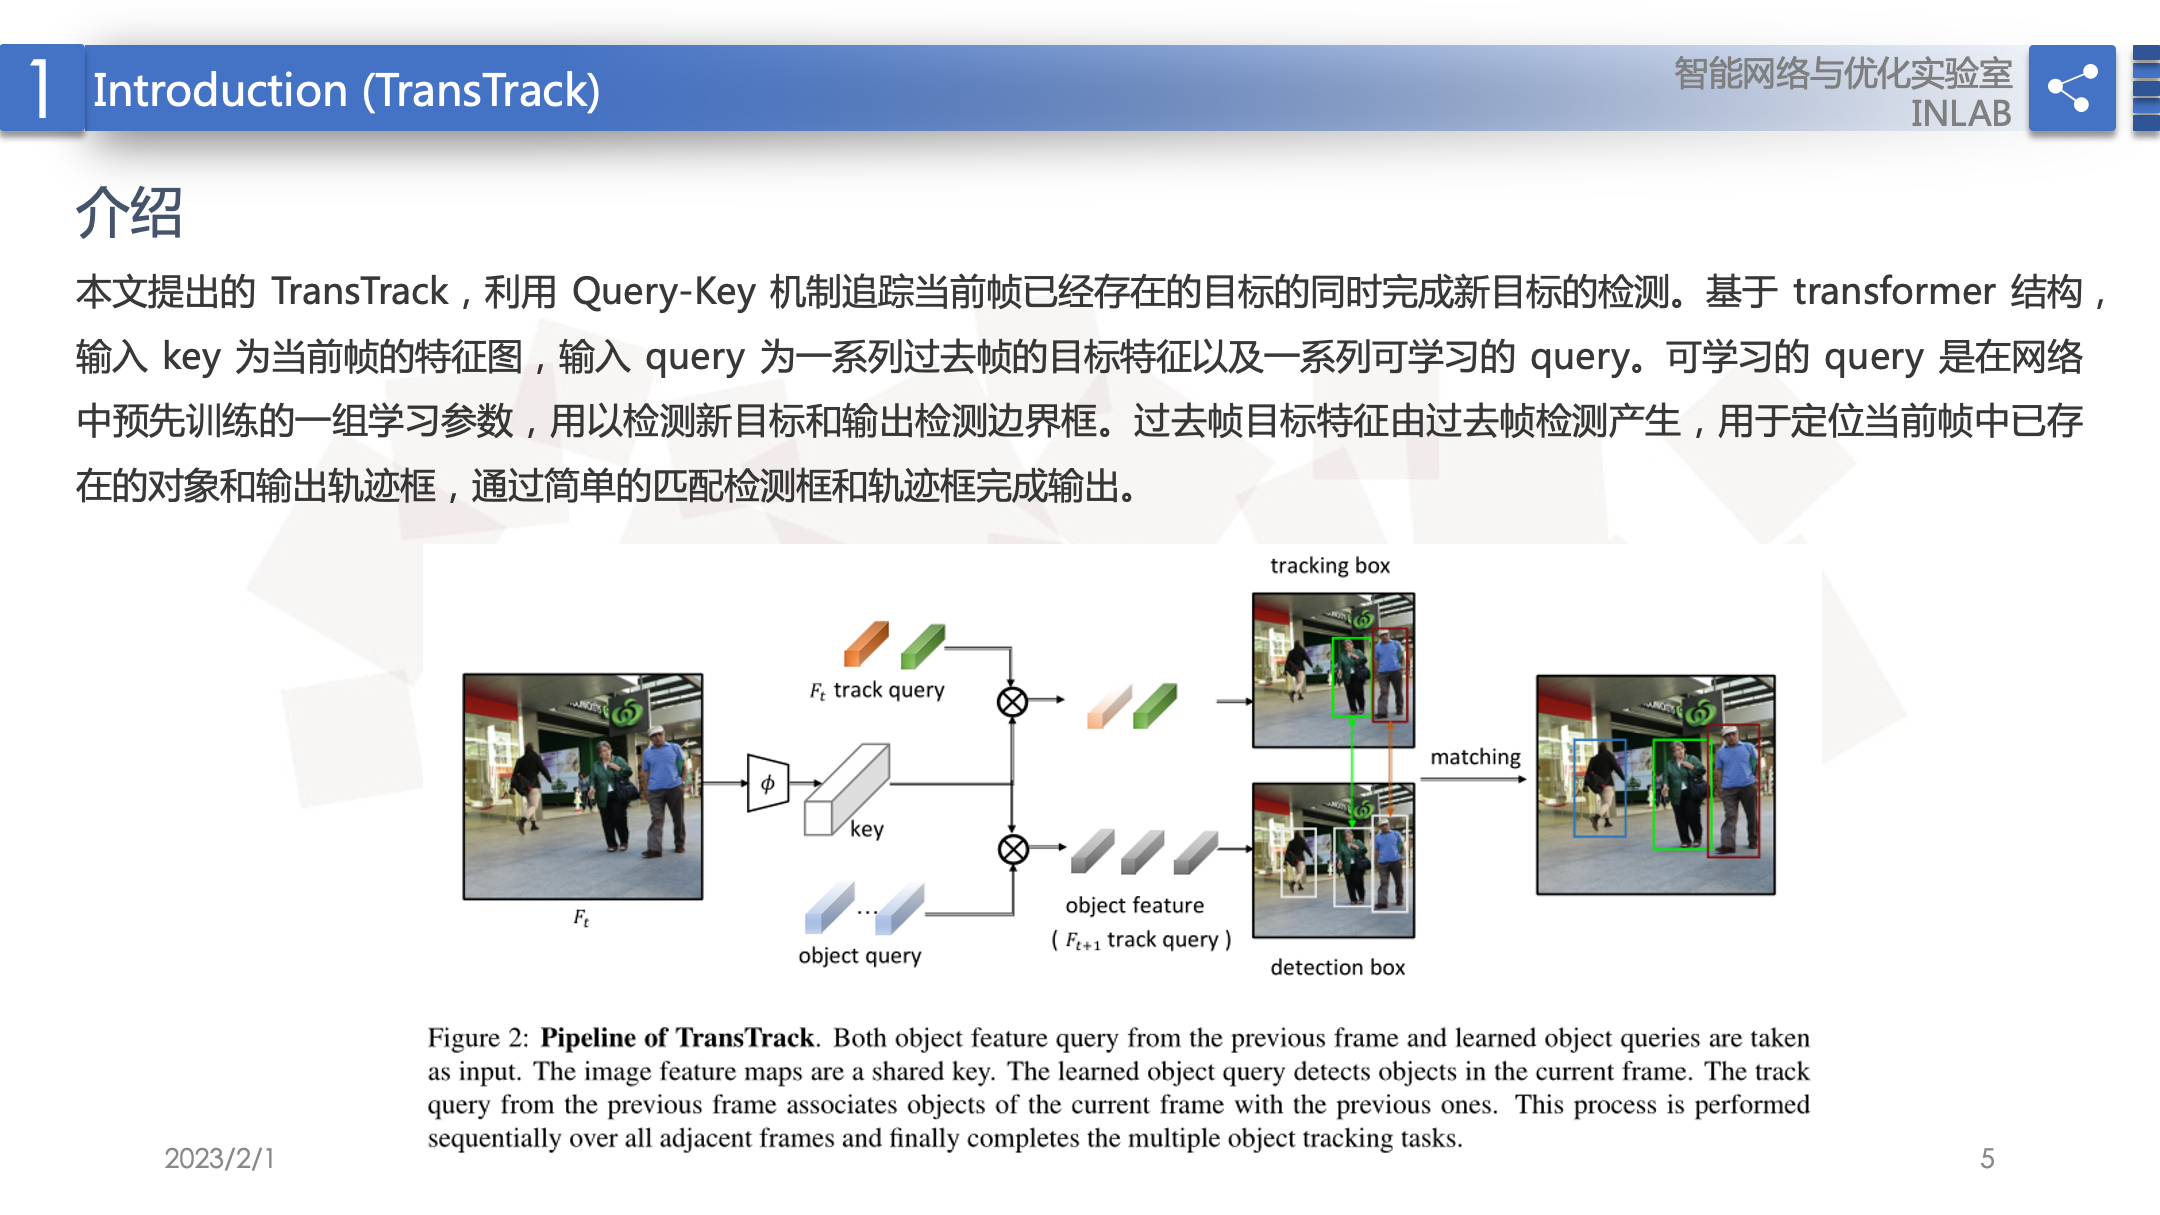 1
Introduction (TransTrack)
智能网络与优化实验室
INLAB
介绍
本文提出的 TransTrack，利用 Query-Key 机制追踪当前帧已经存在的目标的同时完成新目标的检测。基于 transformer 结构，
输入 key 为当前帧的特征图，输入 query 为一系列过去帧的目标特征以及一系列可学习的 query。可学习的 query 是在网络
中预先训练的一组学习参数，用以检测新目标和输出检测边界框。过去帧目标特征由过去帧检测产生，用于定位当前帧中已存
在的对象和输出轨迹框，通过简单的匹配检测框和轨迹框完成输出。
tracking box
Fₜ track query
matching
ϕ
key
Fₜ
object feature
( Fₜ₊₁ track query )
object query
detection box
Figure 2: Pipeline of TransTrack. Both object feature query from the previous frame and learned object queries are taken
as input. The image feature maps are a shared key. The learned object query detects objects in the current frame. The track
query from the previous frame associates objects of the current frame with the previous ones. This process is performed
sequentially over all adjacent frames and finally completes the multiple object tracking tasks.
2023/2/1
5